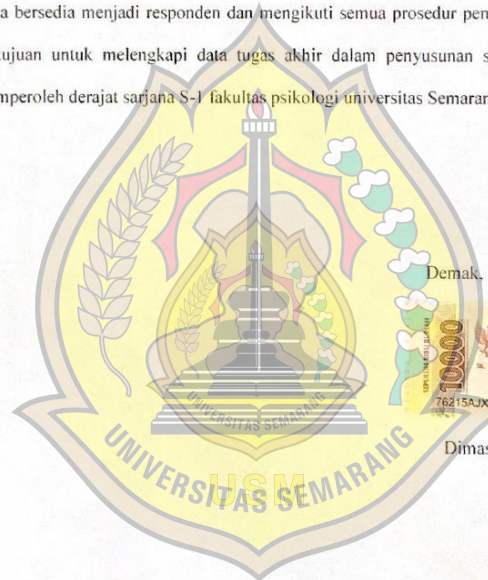 a bersedia menjadi responden dan mengikuti semua prosedur pen
tujuan untuk melengkapi data tugas akhir dalam penyusunan s
mperoleh derajat sarjana S-1 fakultas psikologi universitas Semaran
Demak,
10000
76215AJX
Dimas
UNIVERSITAS SEMARANG
USM
UNIVERSITAS SEMARANG